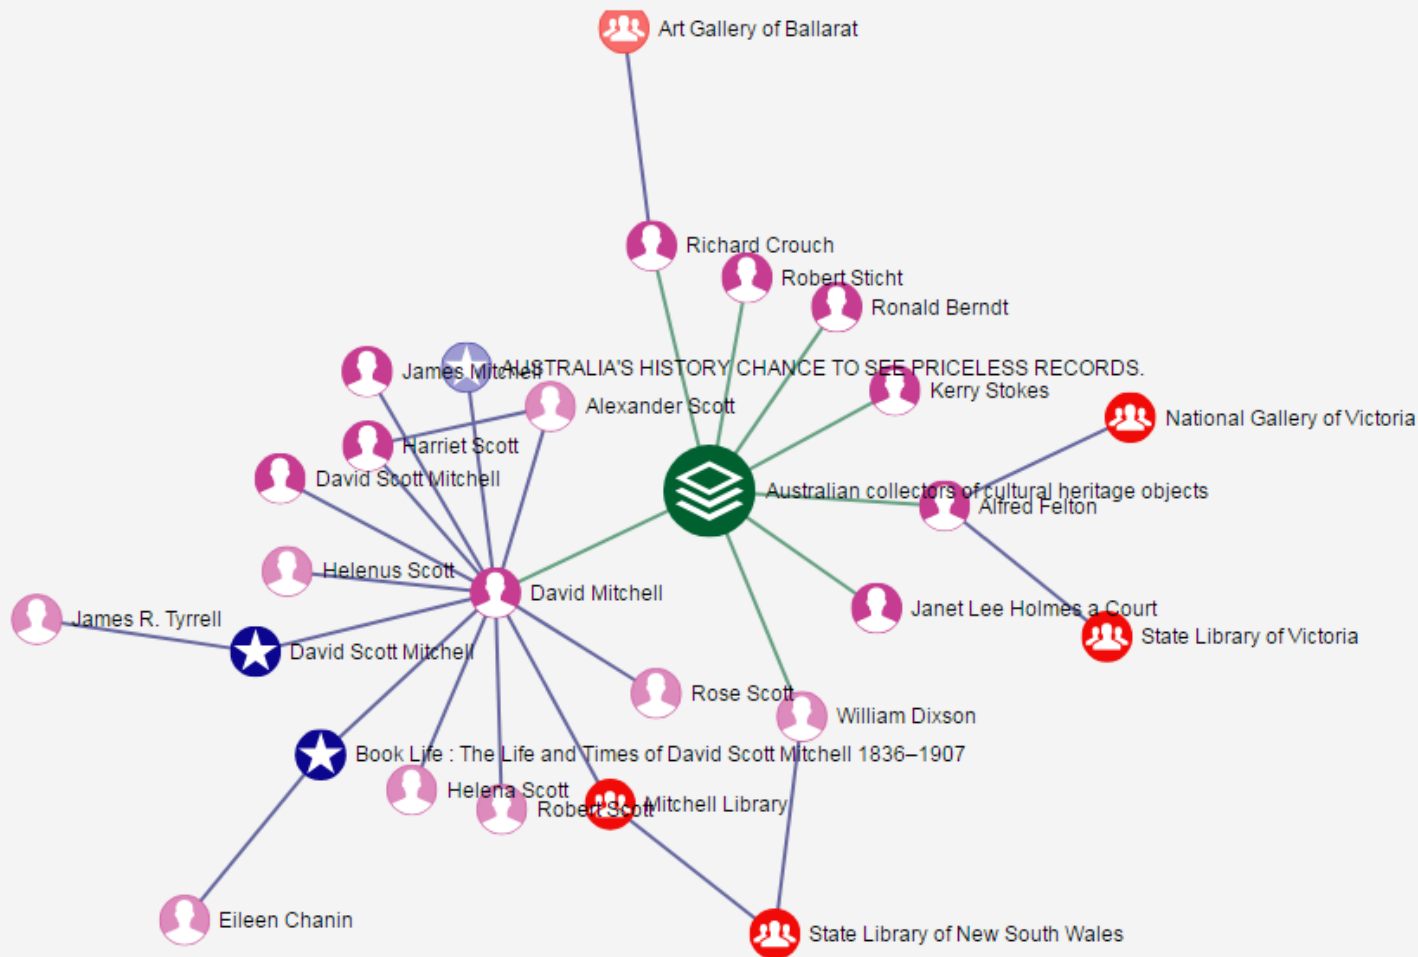 Art Gallery of Ballarat
Richard Crouch
Robert Sticht
Ronald Berndt
James Mitchell
AUSTRALIA'S HISTORY CHANCE TO SEE PRICELESS RECORDS.
Kerry Stokes
Alexander Scott
National Gallery of Victoria
Harriet Scott
David Scott Mitchell
Australian collectors of cultural heritage objects
Alfred Felton
Helenus Scott
David Mitchell
Janet Lee Holmes a Court
James R. Tyrrell
State Library of Victoria
David Scott Mitchell
Rose Scott
William Dixson
Book Life : The Life and Times of David Scott Mitchell 1836–1907
Helena Scott
Mitchell Library
Robert Scott
Eileen Chanin
State Library of New South Wales